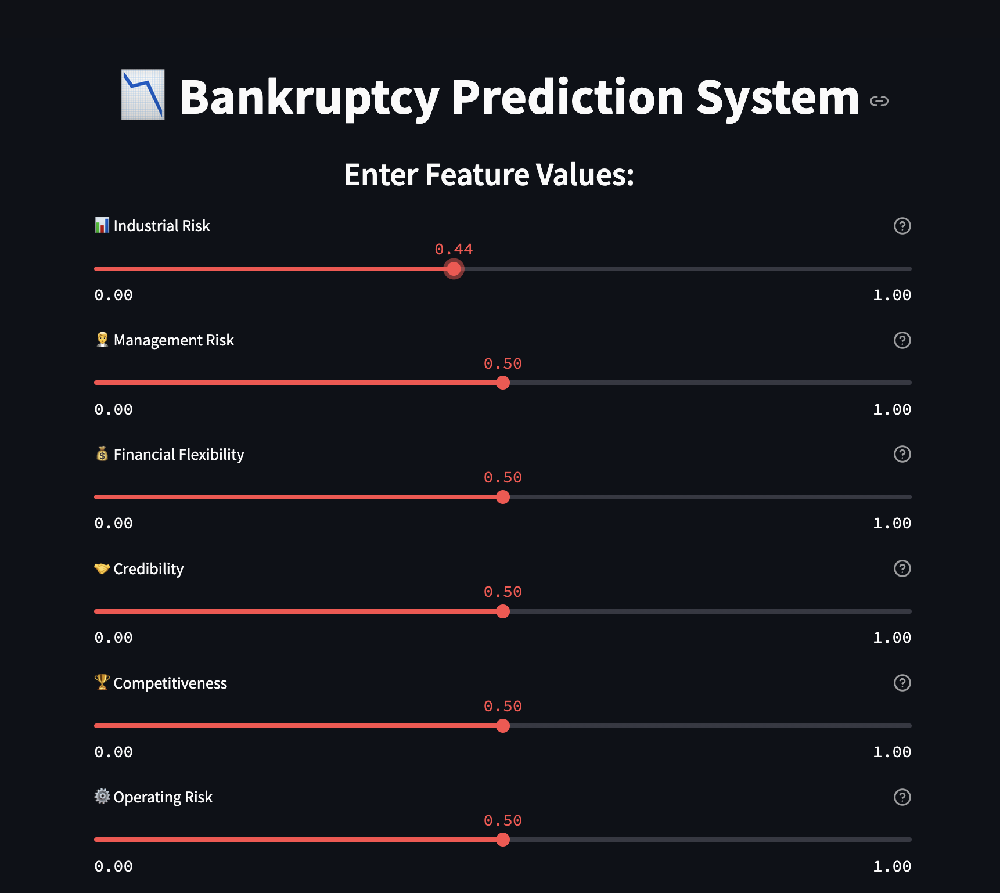 Bankruptcy Prediction System
Enter Feature Values:
Industrial Risk
0.44
0.00 1.00
Management Risk
0.50
0.00 1.00
Financial Flexibility
0.50
0.00 1.00
Credibility
0.50
0.00 1.00
Competitiveness
0.50
0.00 1.00
Operating Risk
0.50
0.00 1.00